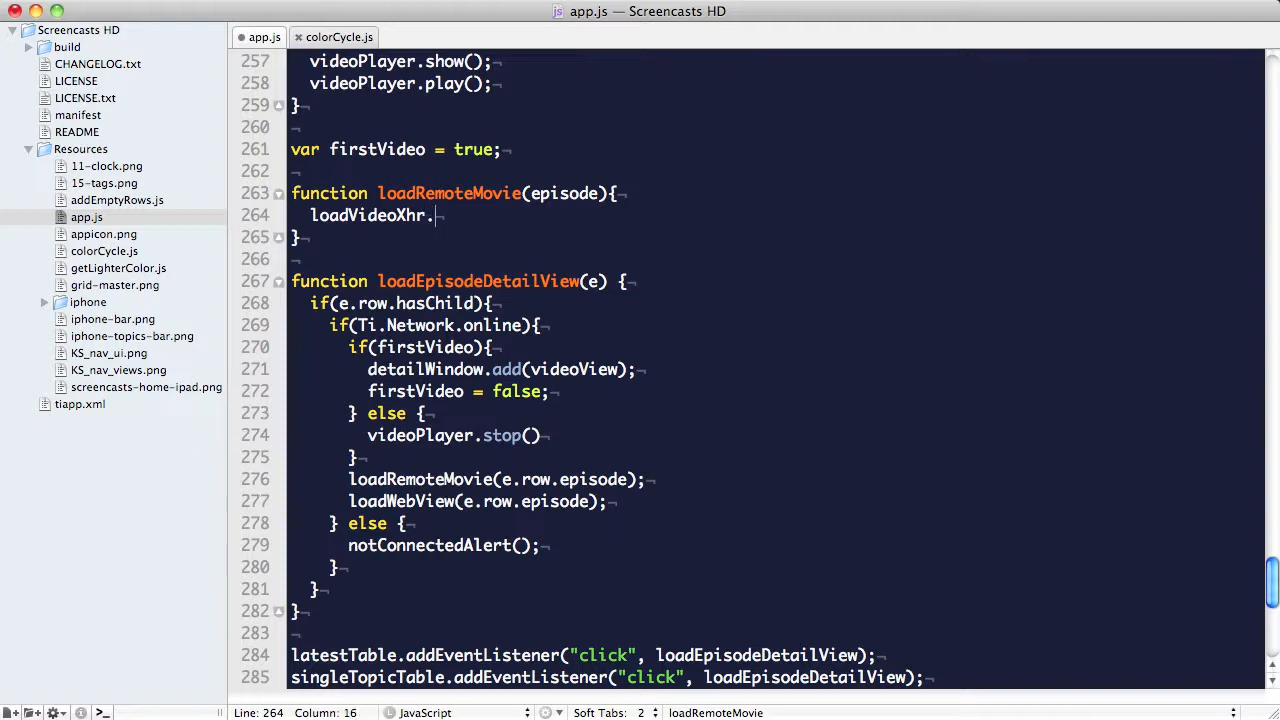 app.js — Screencasts HD
Screencasts HD
build
CHANGELOG.txt
LICENSE
LICENSE.txt
manifest
README
Resources
11-clock.png
15-tags.png
addEmptyRows.js
app.js
appicon.png
colorCycle.js
getLighterColor.js
grid-master.png
iphone
iphone-bar.png
iphone-topics-bar.png
KS_nav_ui.png
KS_nav_views.png
screencasts-home-ipad.png
tiapp.xml
app.js
colorCycle.js
257 videoPlayer.show();¬
258 videoPlayer.play();¬
259 }¬
260 ¬
261 var firstVideo = true;¬
262 ¬
263 function loadRemoteMovie(episode){¬
264 loadVideoXhr.¬
265 }¬
266 ¬
267 function loadEpisodeDetailView(e) {¬
268 if(e.row.hasChild){¬
269 if(Ti.Network.online){¬
270 if(firstVideo){¬
271 detailWindow.add(videoView);¬
272 firstVideo = false;¬
273 } else {¬
274 videoPlayer.stop()¬
275 }¬
276 loadRemoteMovie(e.row.episode);¬
277 loadWebView(e.row.episode);¬
278 } else {¬
279 notConnectedAlert();¬
280 }¬
281 }¬
282 }¬
283 ¬
284 latestTable.addEventListener("click", loadEpisodeDetailView);¬
285 singleTopicTable.addEventListener("click", loadEpisodeDetailView);¬
Line: 264 Column: 16 JavaScript Soft Tabs: 2 loadRemoteMovie